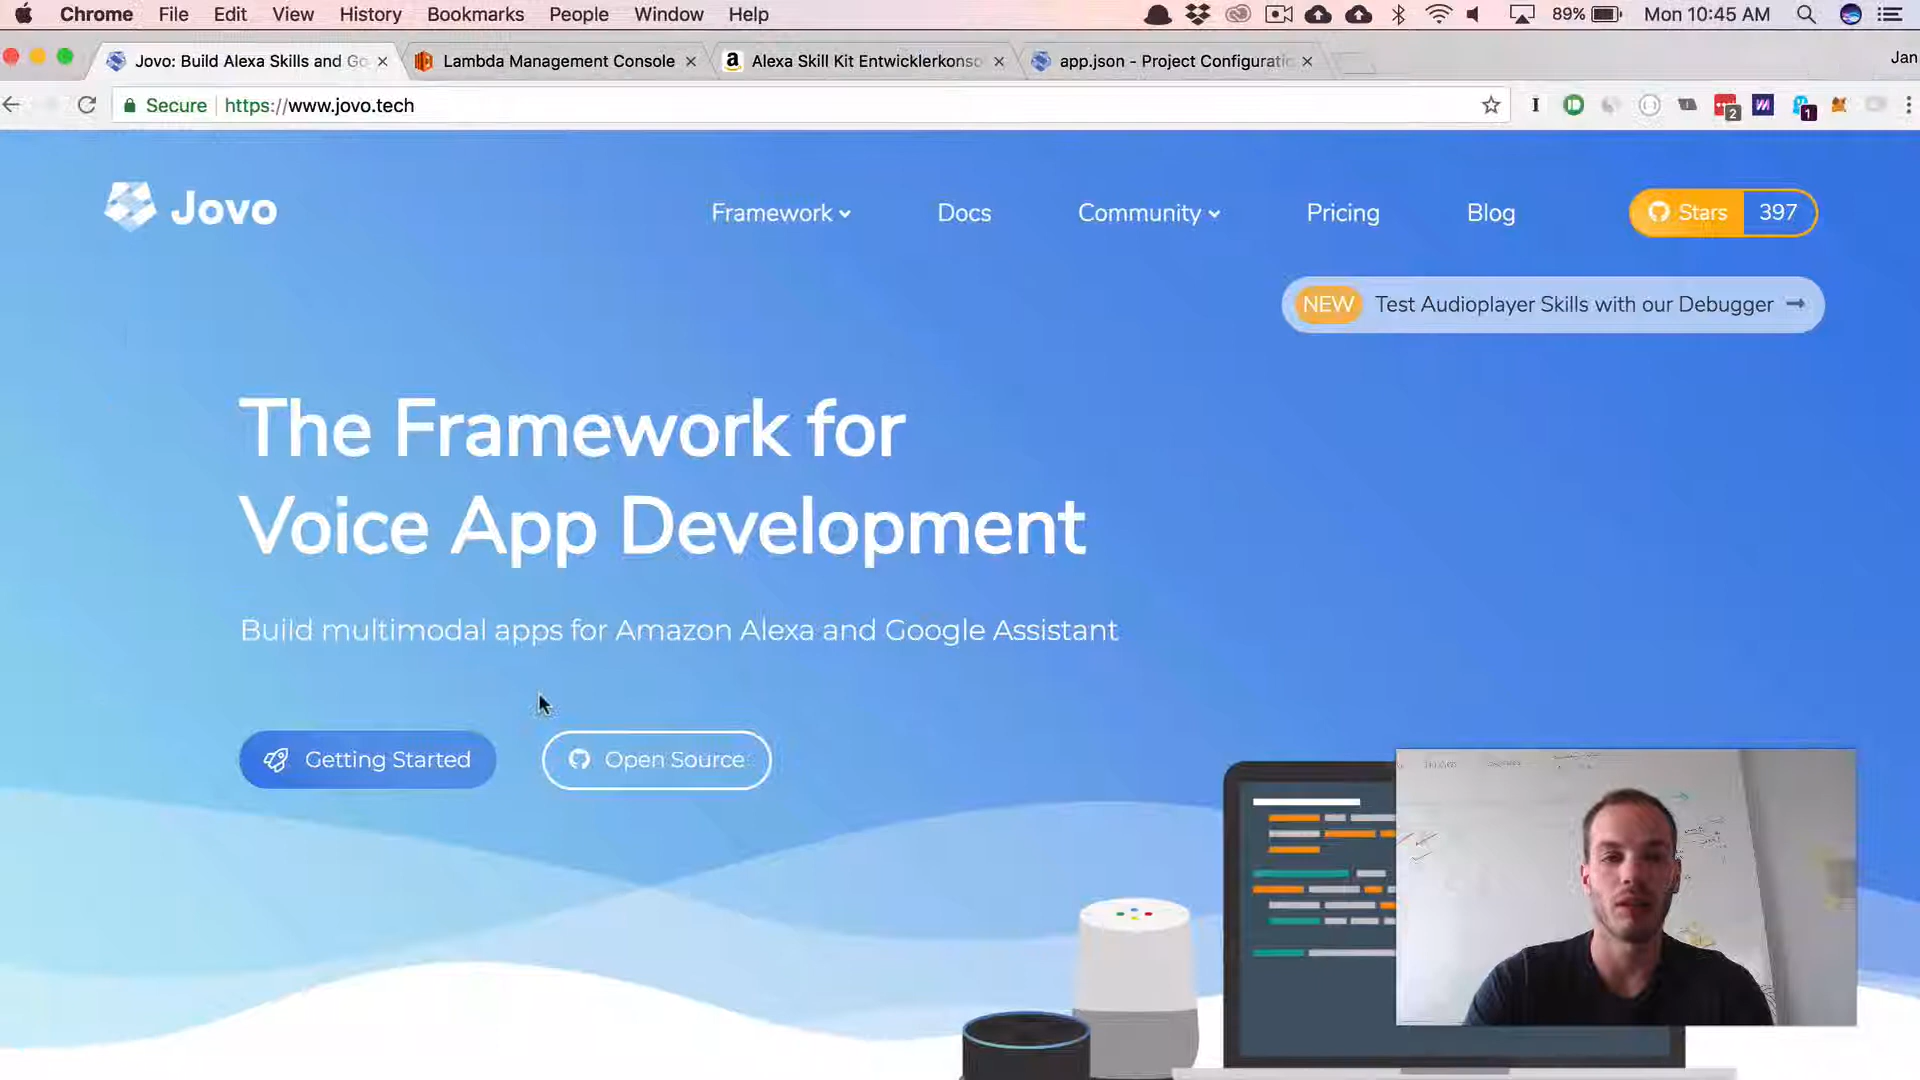 Chrome File Edit View History Bookmarks People Window Help 89% Mon 10:45 AM
Jovo: Build Alexa Skills and Go Lambda Management Console Alexa Skill Kit Entwicklerkonso app.json - Project Configuratio Jan
Secure https://www.jovo.tech 2 1
Jovo Framework Docs Community Pricing Blog Stars 397
NEW Test Audioplayer Skills with our Debugger
The Framework for
Voice App Development
Build multimodal apps for Amazon Alexa and Google Assistant
Getting Started Open Source